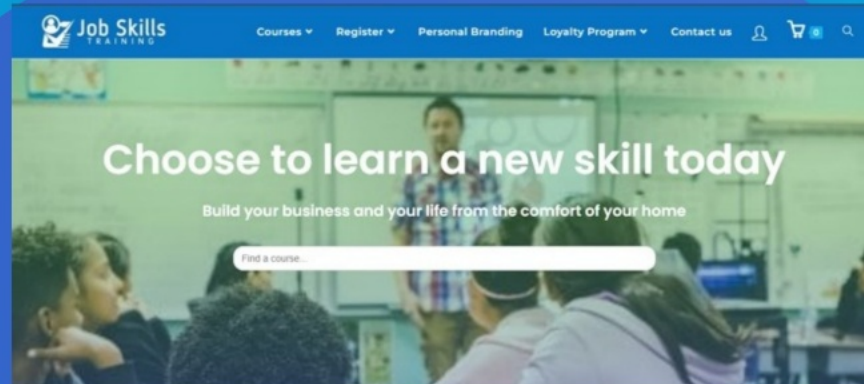 Job Skills
TRAINING
Courses Register Personal Branding Loyalty Program Contact us 0
Choose to learn a new skill today
Build your business and your life from the comfort of your home
Find a course...